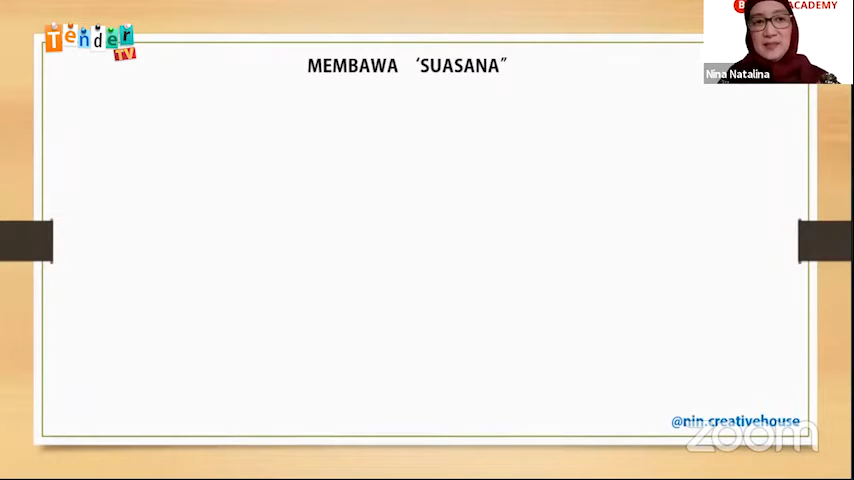 Tender
TV
ACADEMY
Nina Natalina
MEMBAWA ‘SUASANA”
@nin.creativehouse
zoom